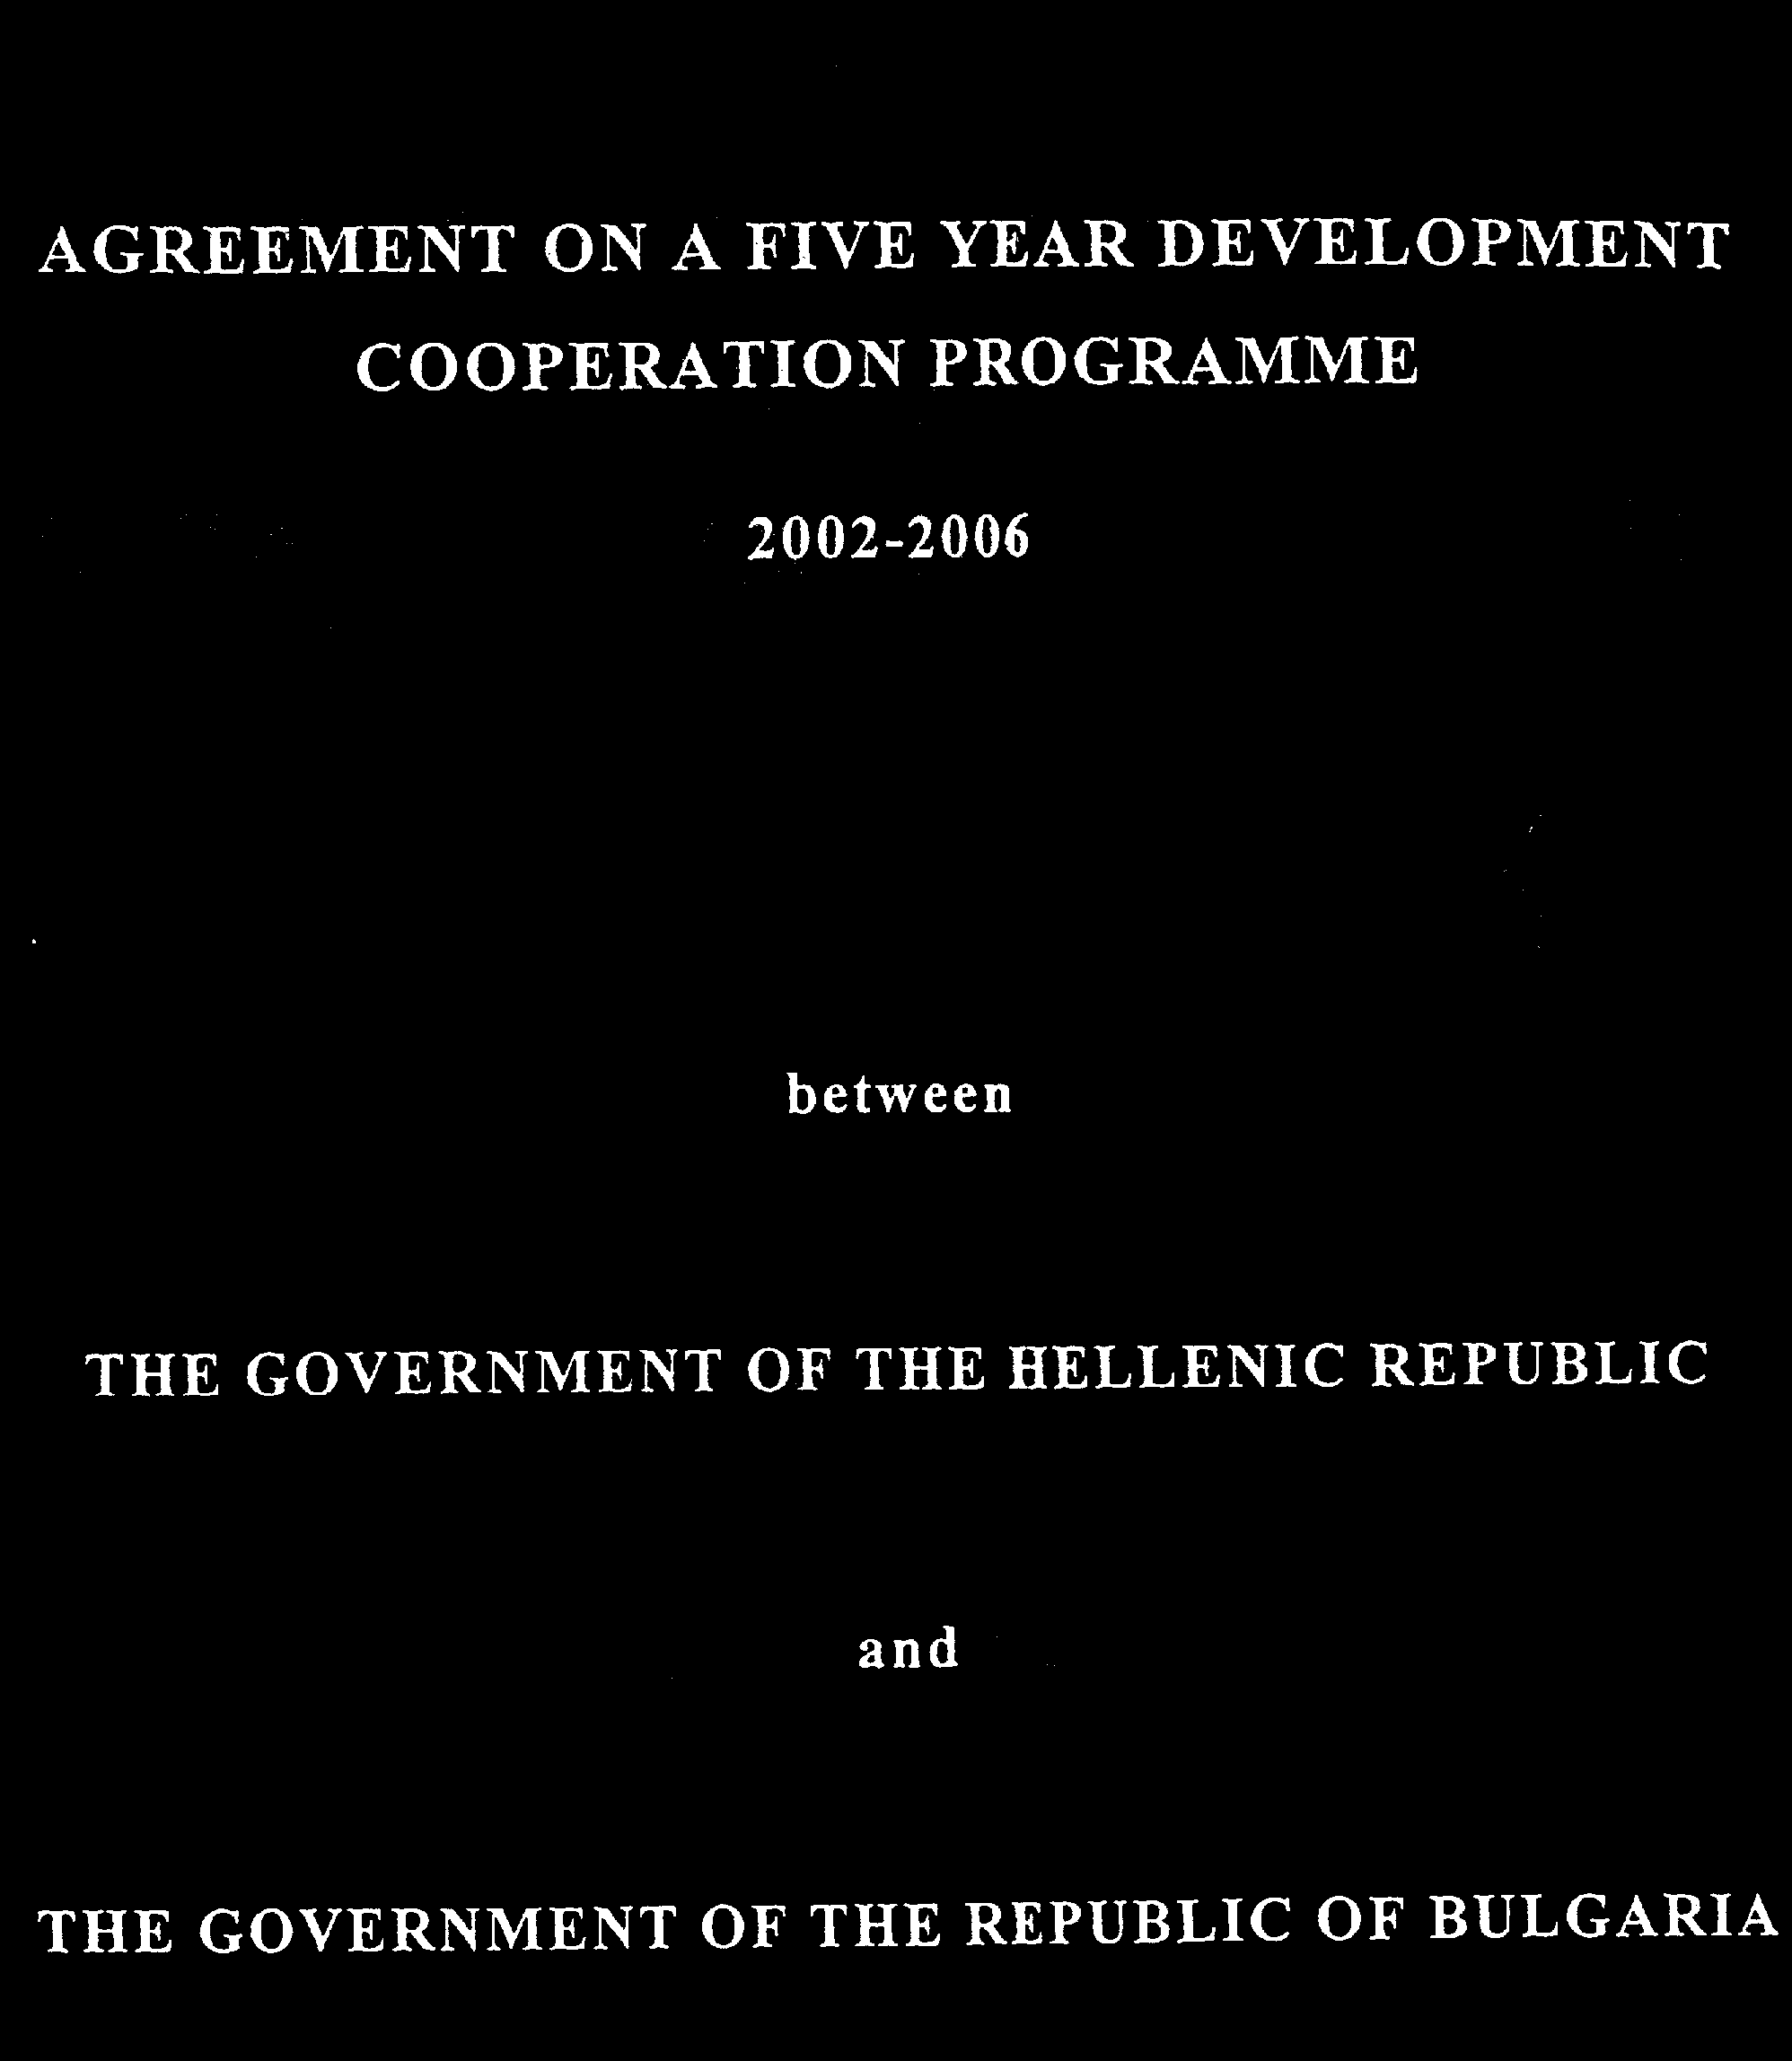 AGREEMENT ON A FIVE YEAR DEVELOPMENT
COOPERATION PROGRAMME
2002-2006
between
THE GOVERNMENT OF THE HELLENIC REPUBLIC
and
THE GOVERNMENT OF THE REPUBLIC OF BULGARIA